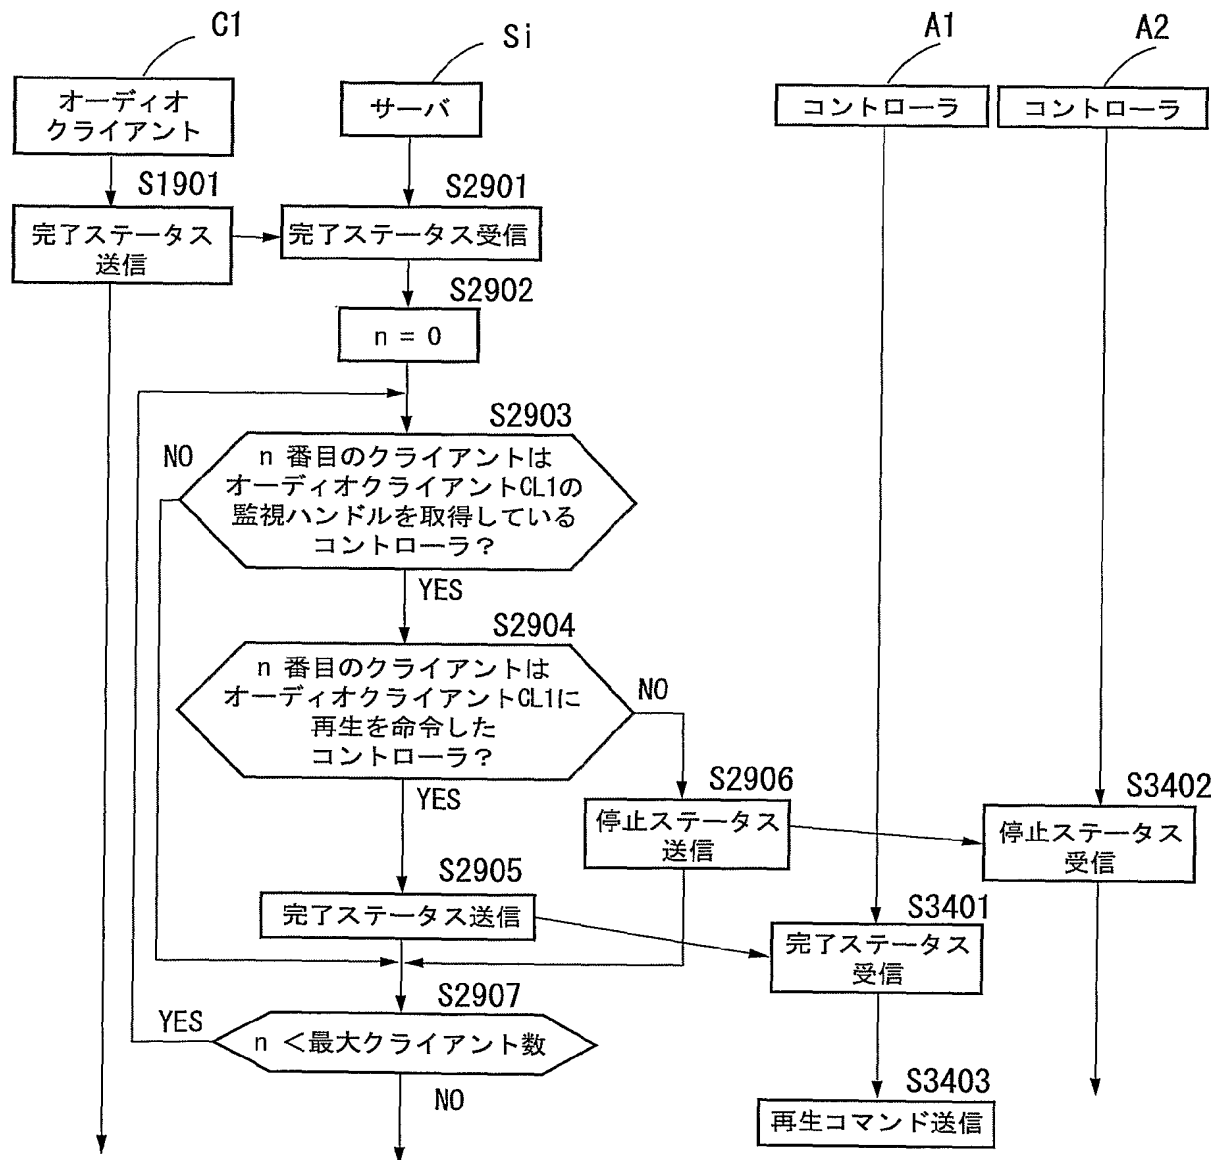 C1
Si
A1
A2
オーディオ
クライアント
サーバ
コントローラ
コントローラ
S1901
S2901
完了ステータス
送信
完了ステータス受信
S2902
n = 0
S2903
NO
n 番目のクライアントは
オーディオクライアントCL1の
監視ハンドルを取得している
コントローラ？
YES
S2904
n 番目のクライアントは
オーディオクライアントCL1に
再生を命令した
コントローラ？
NO
YES
S2906
停止ステータス
送信
S3402
停止ステータス
受信
S2905
完了ステータス送信
S3401
完了ステータス
受信
S2907
YES
n ＜最大クライアント数
NO
S3403
再生コマンド送信